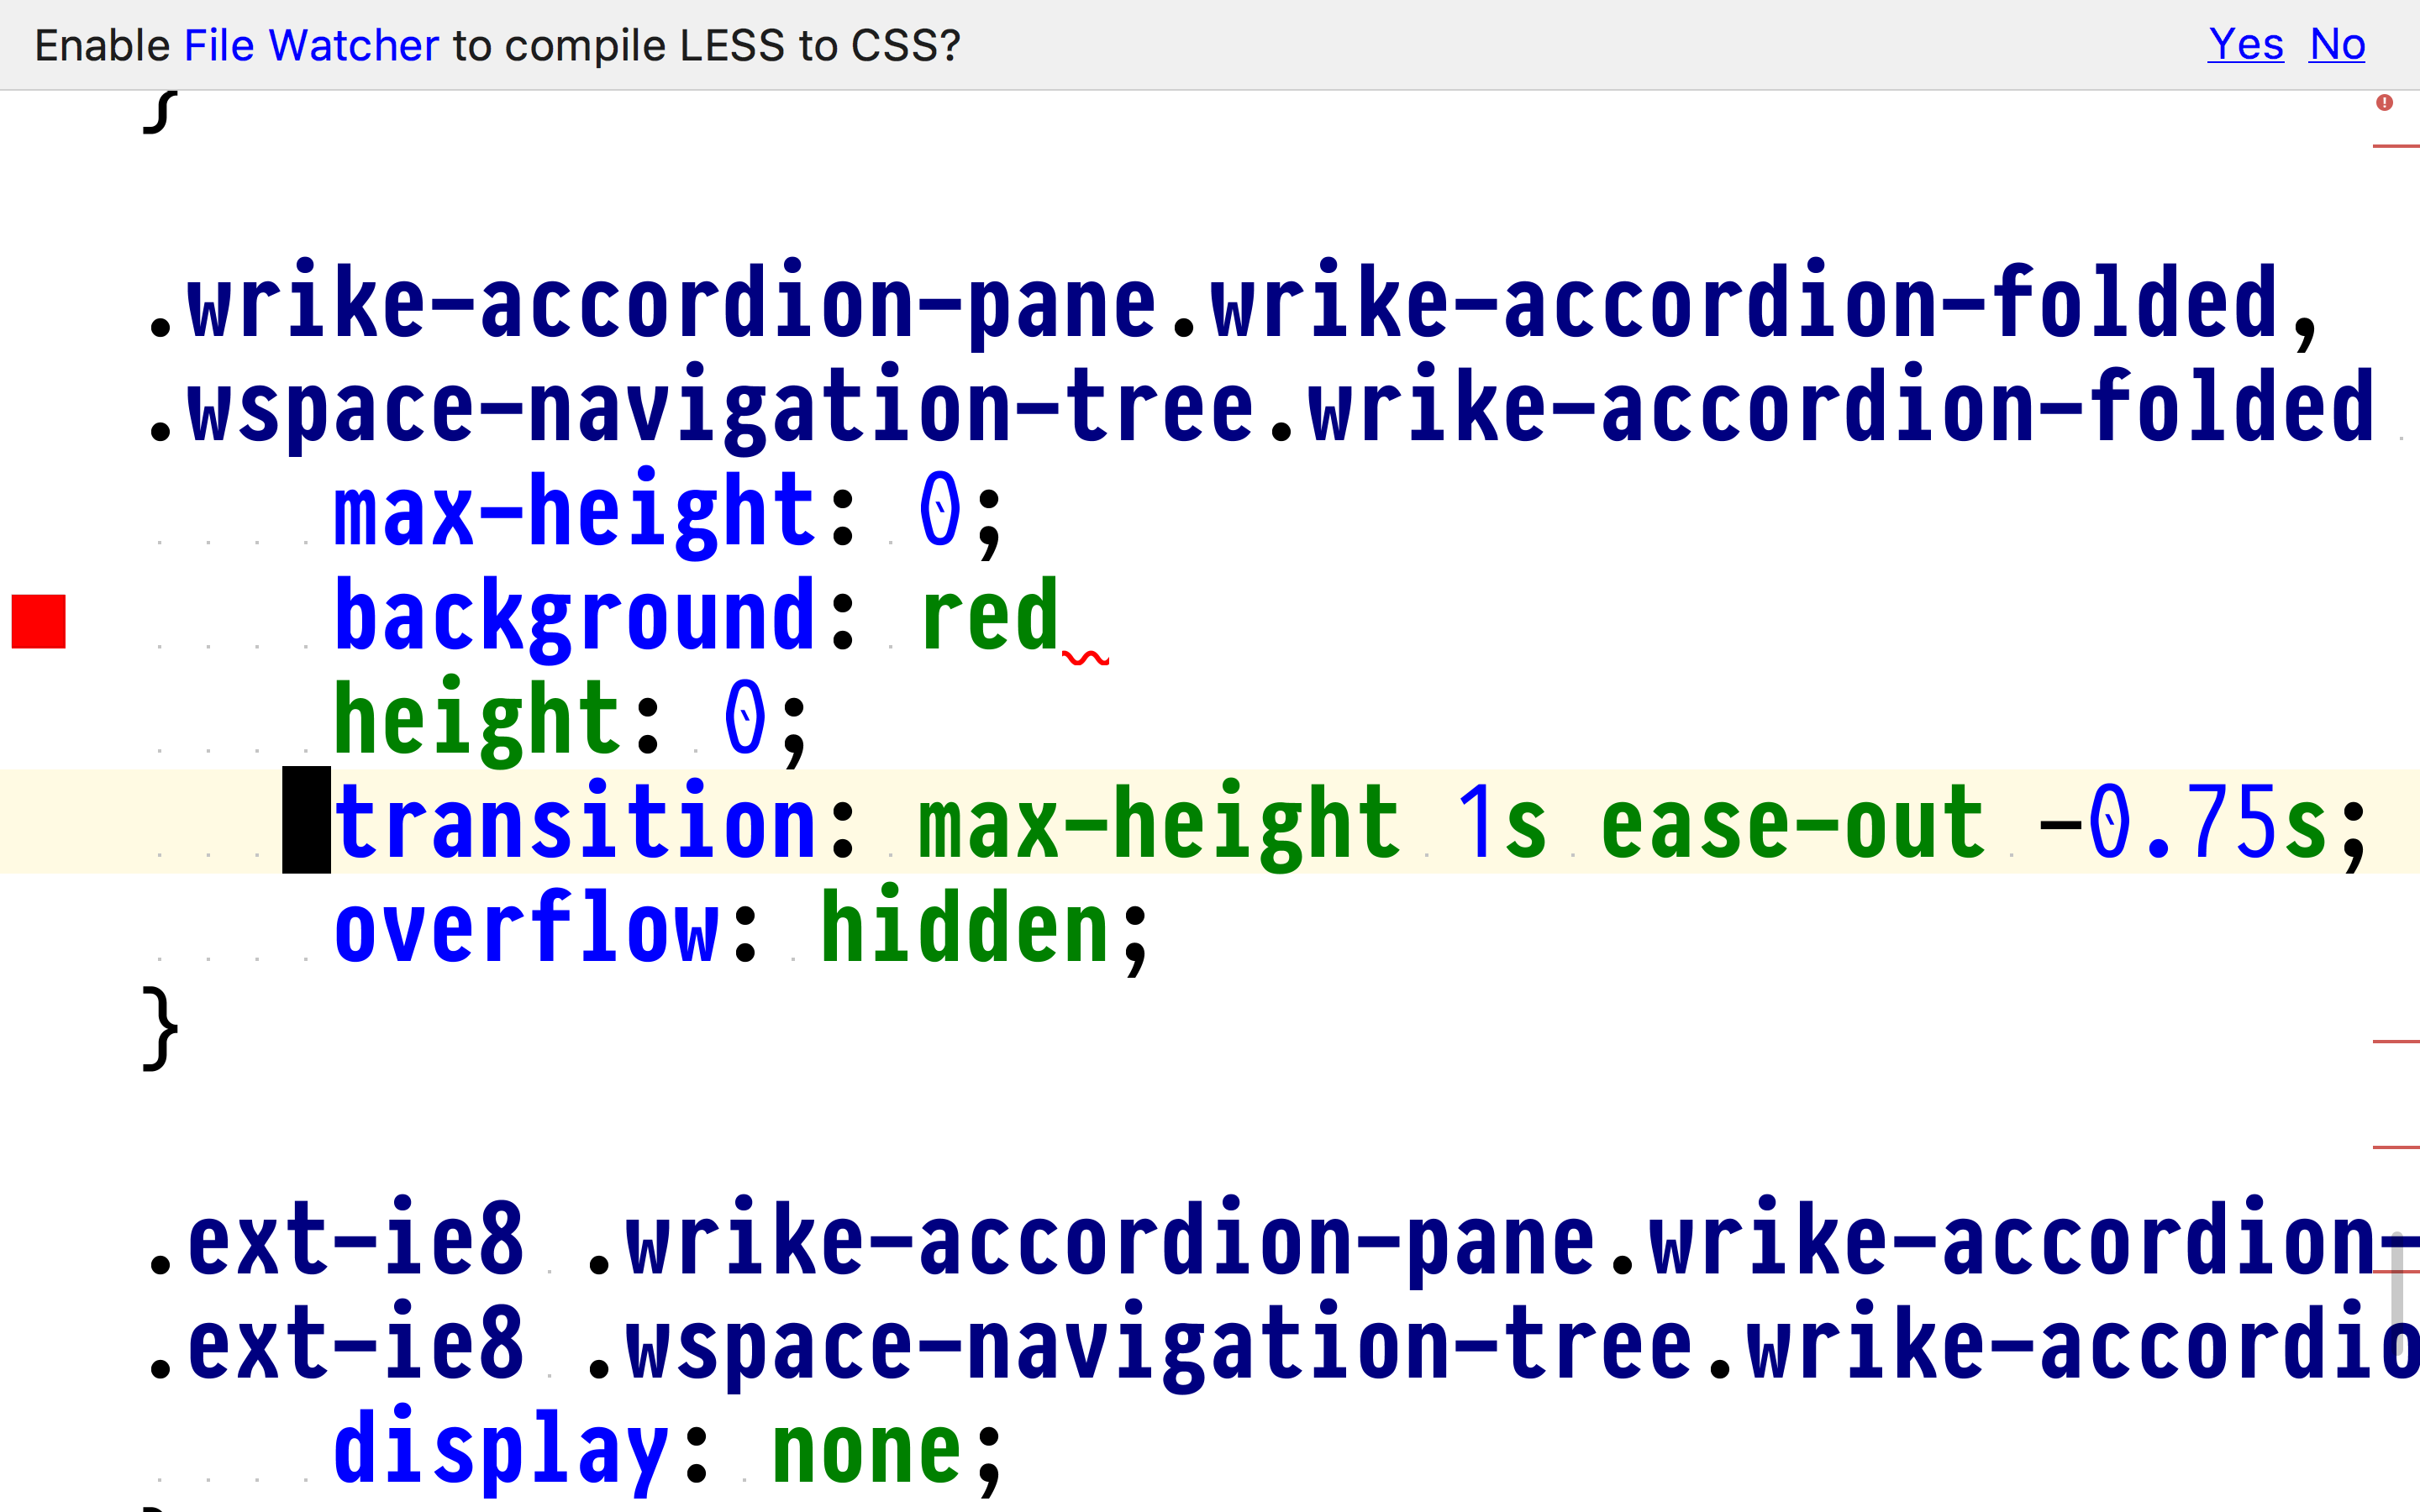 Enable File Watcher to compile LESS to CSS? Yes No
}
.wrike-accordion-pane.wrike-accordion-folded,
.wspace-navigation-tree.wrike-accordion-folded
max-height: 0;
background: red
height: 0;
transition: max-height 1s ease-out -0.75s;
overflow: hidden;
}
.ext-ie8 .wrike-accordion-pane.wrike-accordion-
.ext-ie8 .wspace-navigation-tree.wrike-accordio
display: none;